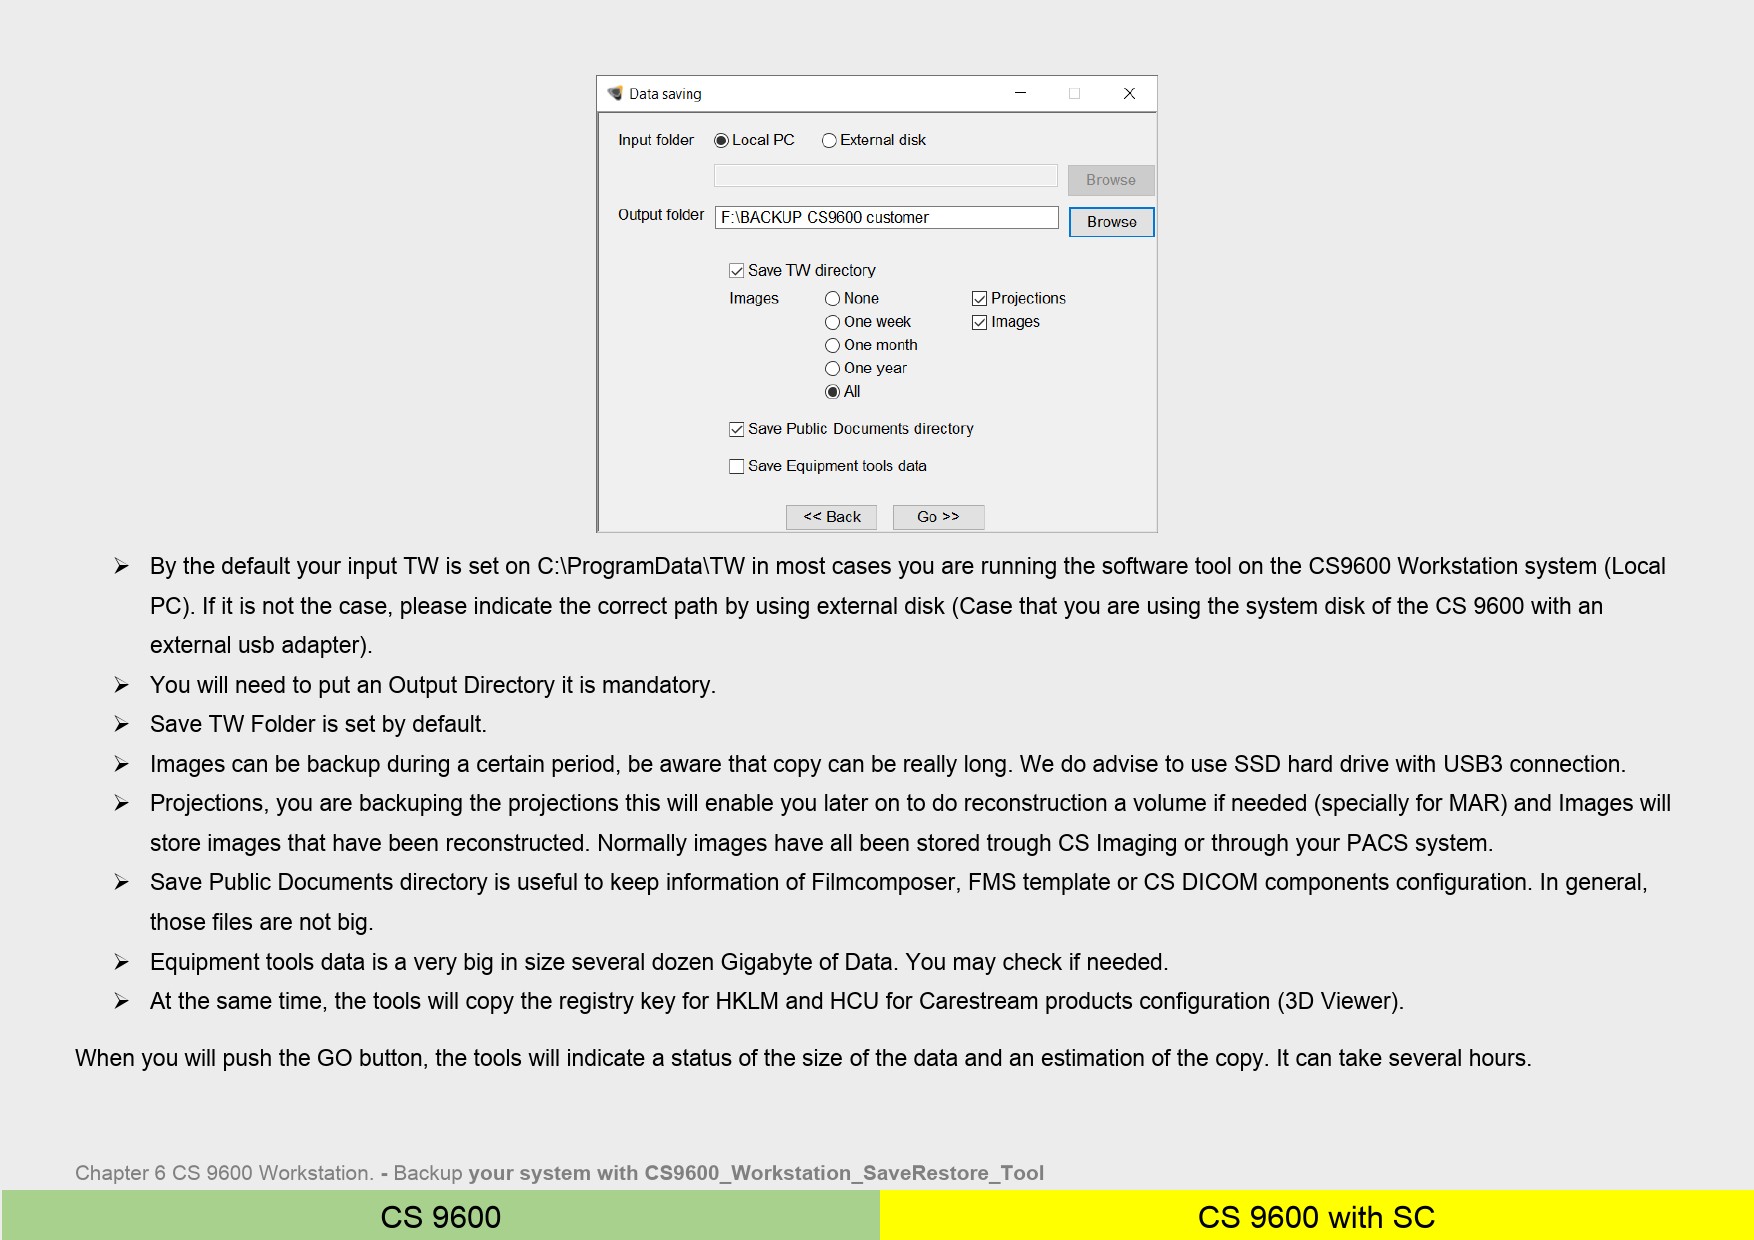 Data saving
Input folder Local PC External disk
Browse
Output folder F:\BACKUP CS9600 customer Browse
Save TW directory
Images None Projections
One week Images
One month
One year
All
Save Public Documents directory
Save Equipment tools data
<< Back Go >>
➢ By the default your input TW is set on C:\ProgramData\TW in most cases you are running the software tool on the CS9600 Workstation system (Local
PC). If it is not the case, please indicate the correct path by using external disk (Case that you are using the system disk of the CS 9600 with an
external usb adapter).
➢ You will need to put an Output Directory it is mandatory.
➢ Save TW Folder is set by default.
➢ Images can be backup during a certain period, be aware that copy can be really long. We do advise to use SSD hard drive with USB3 connection.
➢ Projections, you are backuping the projections this will enable you later on to do reconstruction a volume if needed (specially for MAR) and Images will
store images that have been reconstructed. Normally images have all been stored trough CS Imaging or through your PACS system.
➢ Save Public Documents directory is useful to keep information of Filmcomposer, FMS template or CS DICOM components configuration. In general,
those files are not big.
➢ Equipment tools data is a very big in size several dozen Gigabyte of Data. You may check if needed.
➢ At the same time, the tools will copy the registry key for HKLM and HCU for Carestream products configuration (3D Viewer).
When you will push the GO button, the tools will indicate a status of the size of the data and an estimation of the copy. It can take several hours.
Chapter 6 CS 9600 Workstation. - Backup your system with CS9600_Workstation_SaveRestore_Tool
CS 9600 CS 9600 with SC